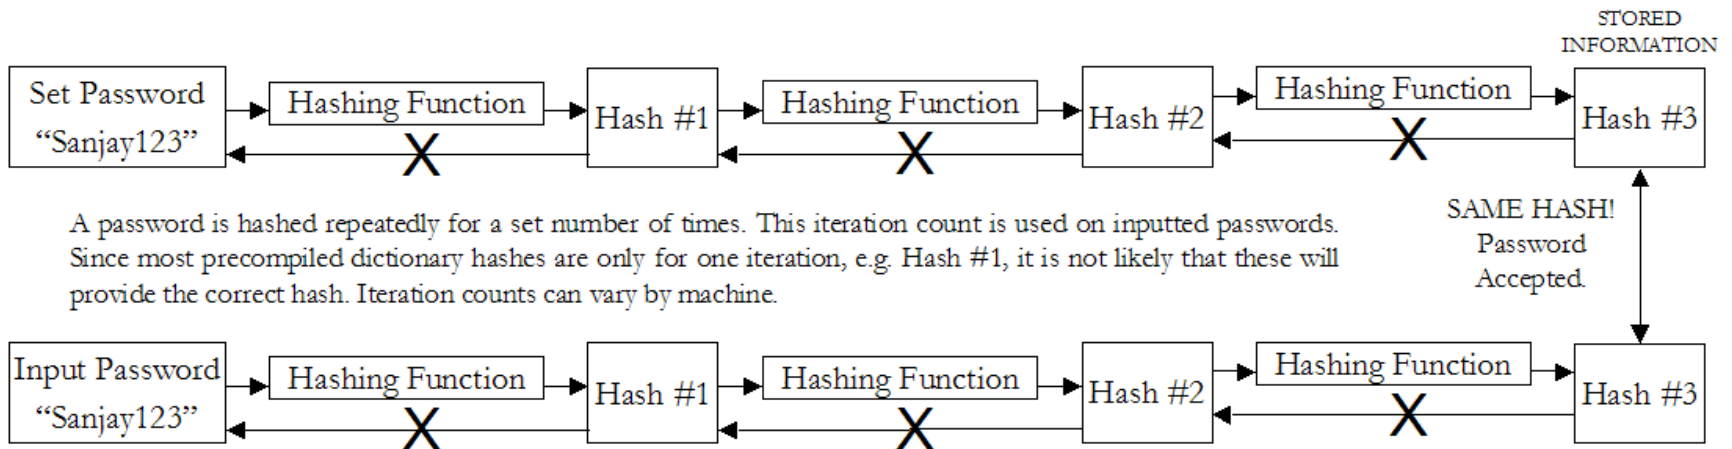 STORED
INFORMATION
Set Password
“Sanjay123”
Hashing Function
Hash #1
Hashing Function
Hash #2
Hashing Function
Hash #3
X
X
X
A password is hashed repeatedly for a set number of times. This iteration count is used on inputted passwords.
Since most precompiled dictionary hashes are only for one iteration, e.g. Hash #1, it is not likely that these will
provide the correct hash. Iteration counts can vary by machine.
SAME HASH!
Password
Accepted.
Input Password
“Sanjay123”
Hashing Function
Hash #1
Hashing Function
Hash #2
Hashing Function
Hash #3
X
X
X